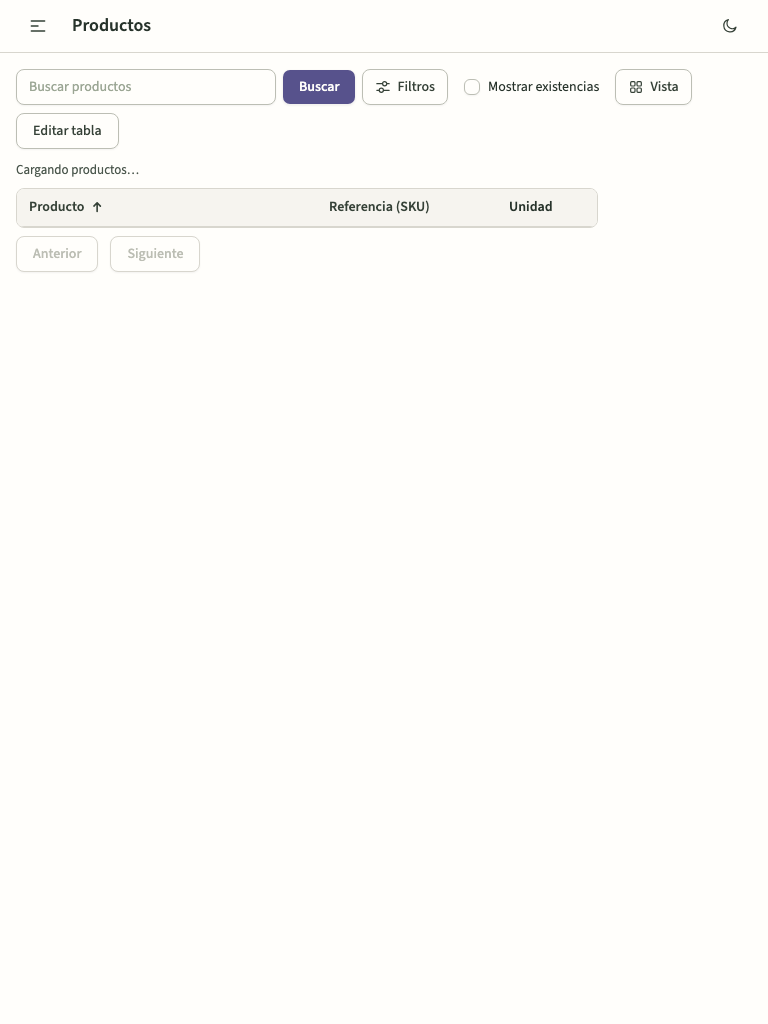 Productos
Buscar productos
Buscar
Filtros
Mostrar existencias
Vista
Editar tabla
Cargando productos…
Producto
Referencia (SKU)
Unidad
Anterior
Siguiente